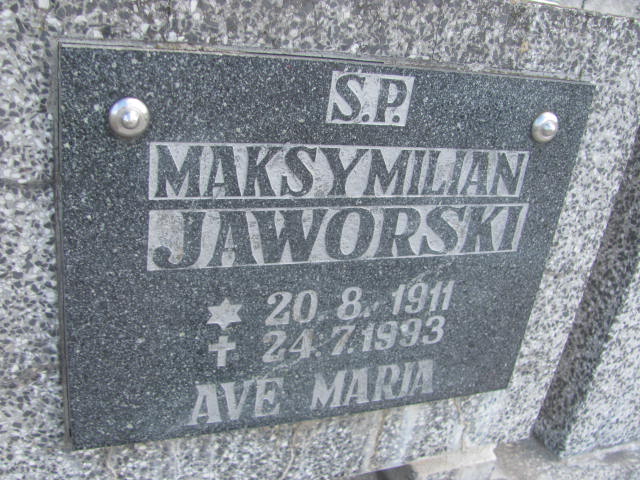 Ś.P.
MAKSYMILIAN
JAWORSKI
✶ 20.8.1911
✝ 24.7.1993
AVE MARIA